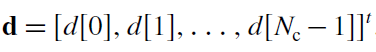 d = [d[0], d[1], . . . , d[N_c − 1]]^t